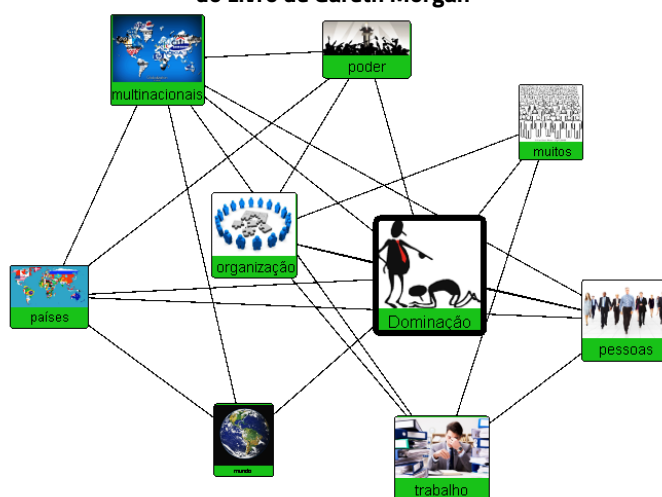 do Livro de Gareth Morgan
multinacionais
poder
muitos
organização
Dominação
países
pessoas
mundo
trabalho